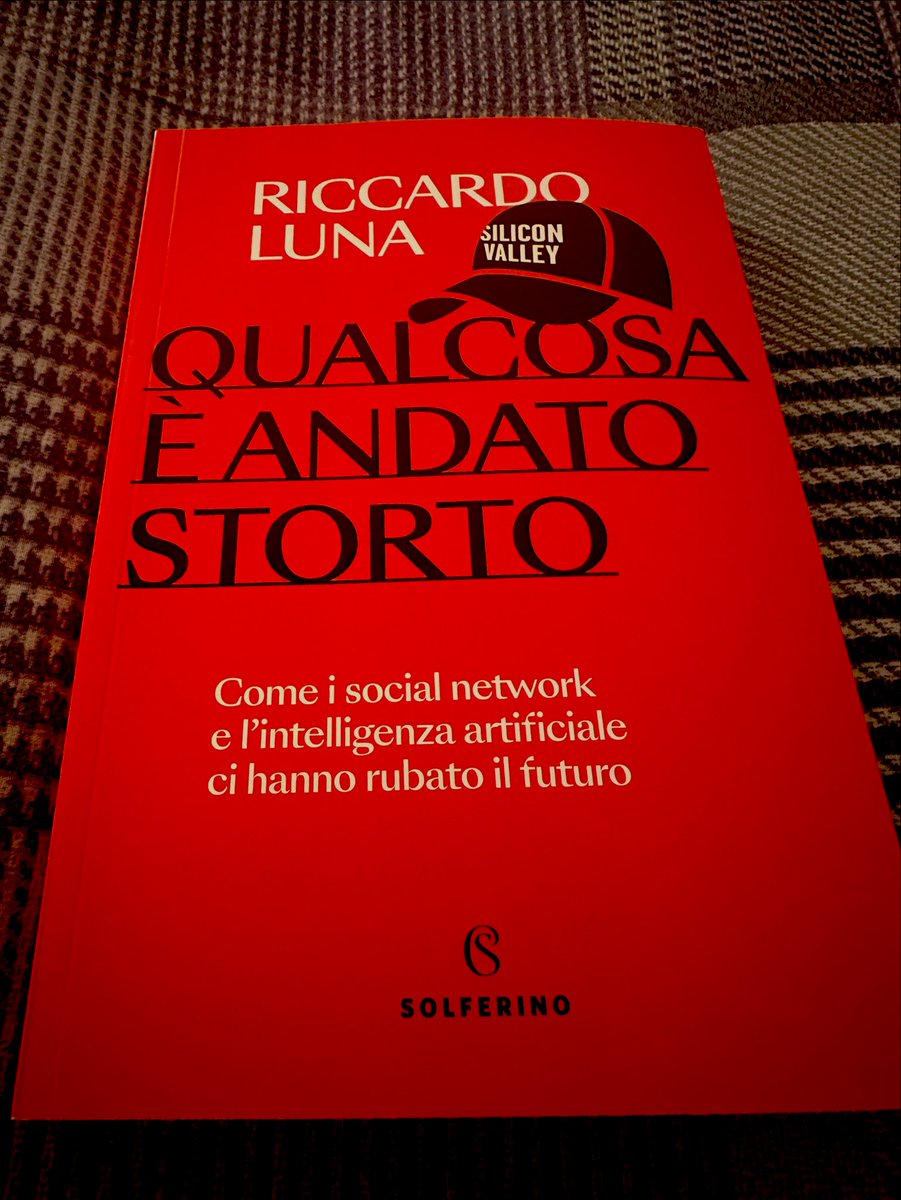 RICCARDO
LUNA
SILICON
VALLEY
QUALCOSA
È ANDATO
STORTO
Come i social network
e l'intelligenza artificiale
ci hanno rubato il futuro
SOLFERINO